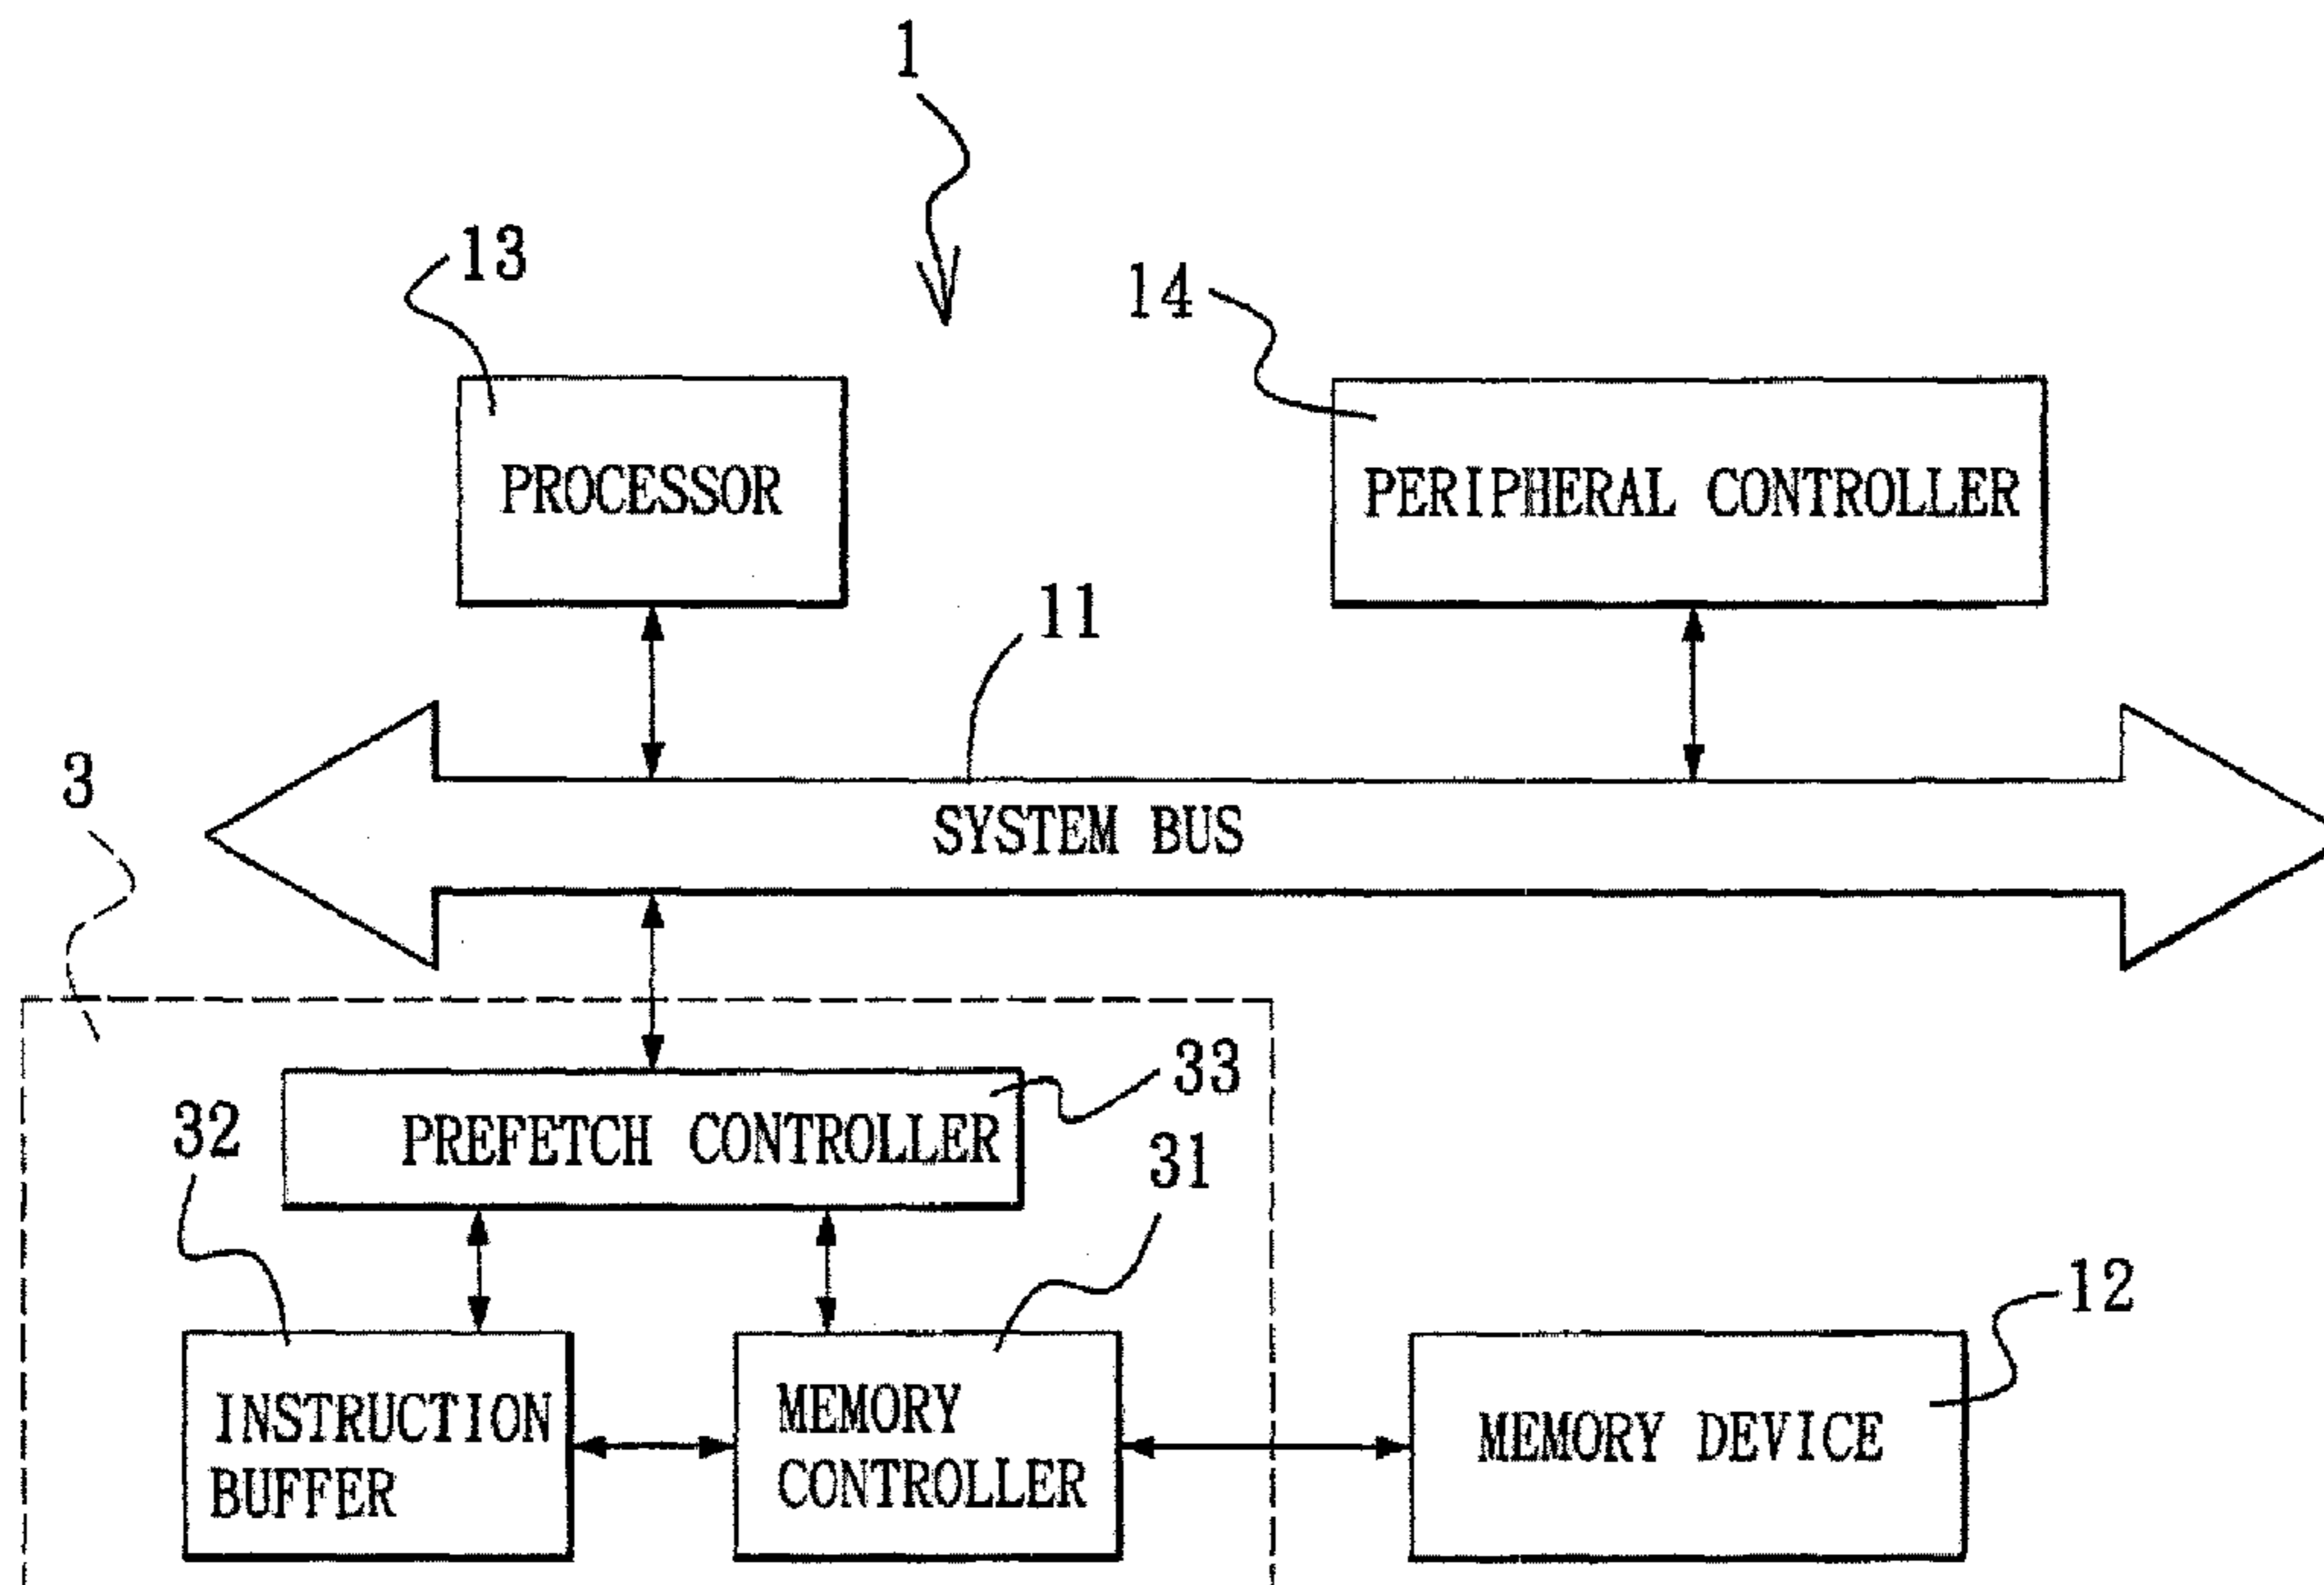 1
13
14
PROCESSOR
PERIPHERAL CONTROLLER
11
3
SYSTEM BUS
33
32
PREFETCH CONTROLLER
31
12
INSTRUCTION
BUFFER
MEMORY
CONTROLLER
MEMORY DEVICE